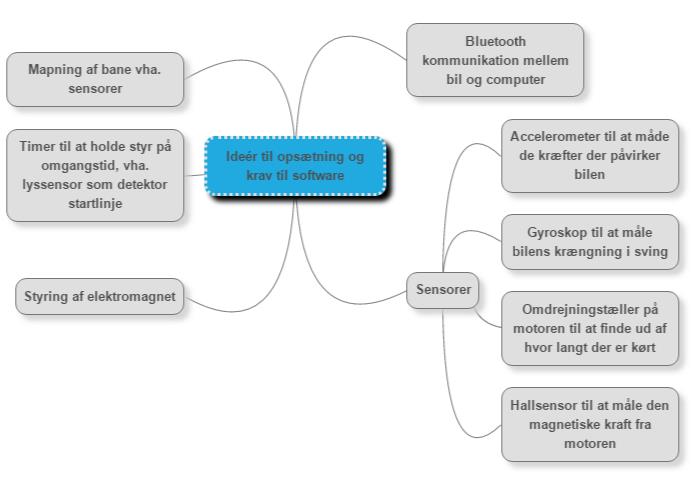 Ideér til opsætning og
krav til software
Mapning af bane vha.
sensorer
Timer til at holde styr på
omgangstid, vha.
lyssensor som detektor
startlinje
Styring af elektromagnet
Bluetooth
kommunikation mellem
bil og computer
Sensorer
Accelerometer til at måde
de kræfter der påvirker
bilen
Gyroskop til at måle
bilens krængning i sving
Omdrejningstæller på
motoren til at finde ud af
hvor langt der er kørt
Hallsensor til at måle den
magnetiske kraft fra
motoren